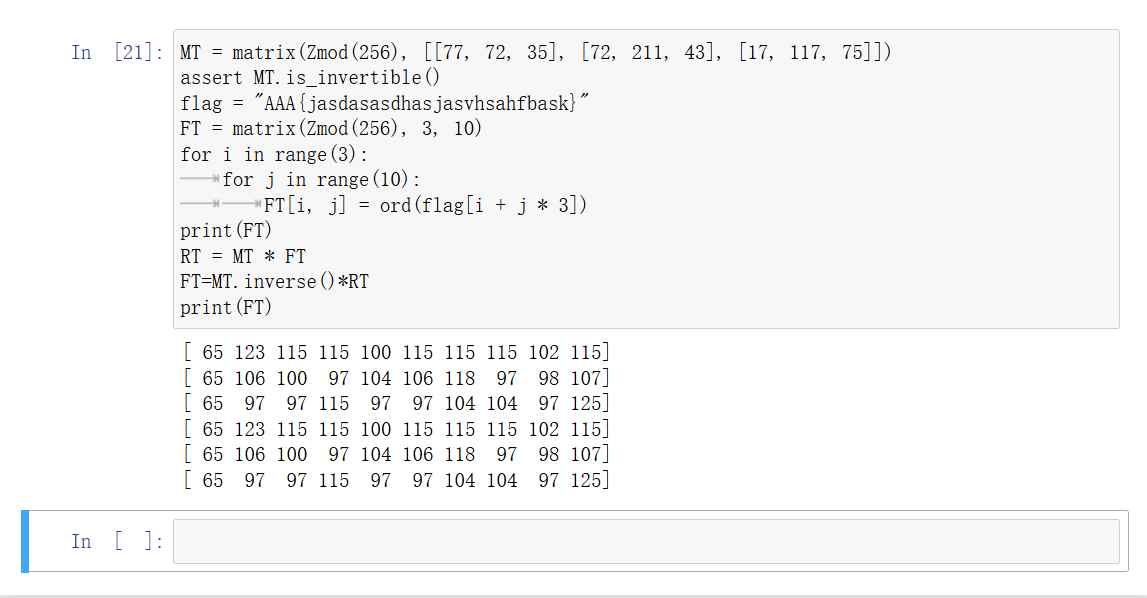 In [21]: MT = matrix(Zmod(256), [[77, 72, 35], [72, 211, 43], [17, 117, 75]])
assert MT.is_invertible()
flag = "AAA{jasdasasdhasjasvhsahfbask}"
FT = matrix(Zmod(256), 3, 10)
for i in range(3):
for j in range(10):
FT[i, j] = ord(flag[i + j * 3])
print(FT)
RT = MT * FT
FT=MT.inverse()*RT
print(FT)
[ 65 123 115 115 100 115 115 115 102 115]
[ 65 106 100  97 104 106 118  97  98 107]
[ 65  97  97 115  97  97 104 104  97 125]
[ 65 123 115 115 100 115 115 115 102 115]
[ 65 106 100  97 104 106 118  97  98 107]
[ 65  97  97 115  97  97 104 104  97 125]
In [ ]: